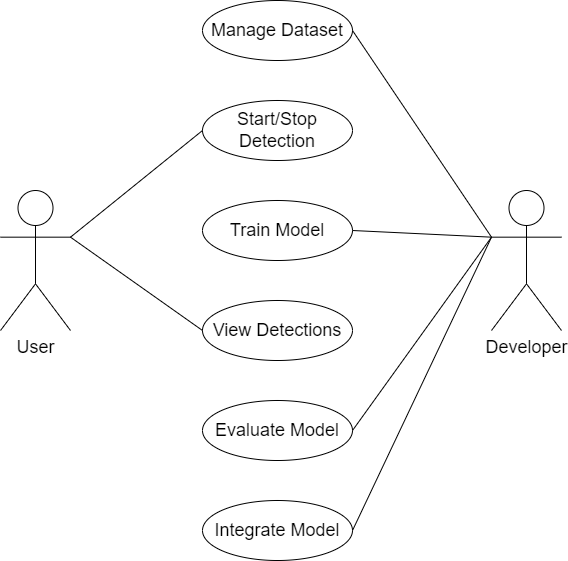 Manage Dataset
Start/Stop
Detection
Train Model
View Detections
User
Developer
Evaluate Model
Integrate Model